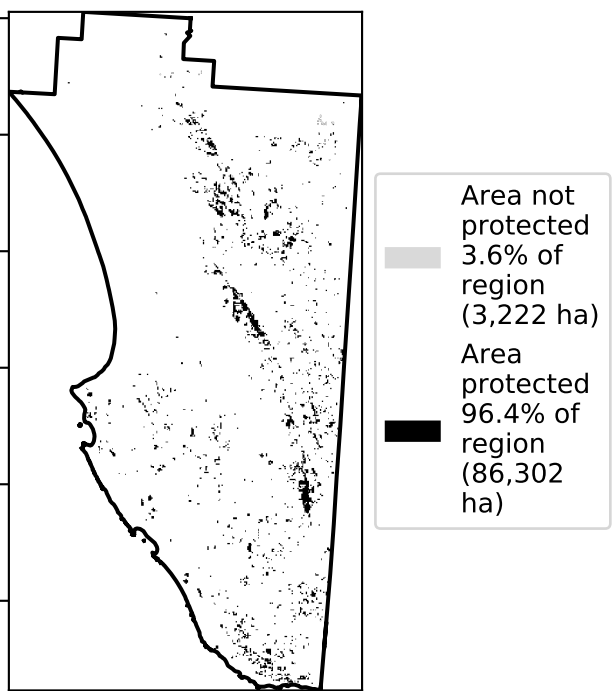 Area not
protected
3.6% of
region
(3,222 ha)
Area
protected
96.4% of
region
(86,302
ha)